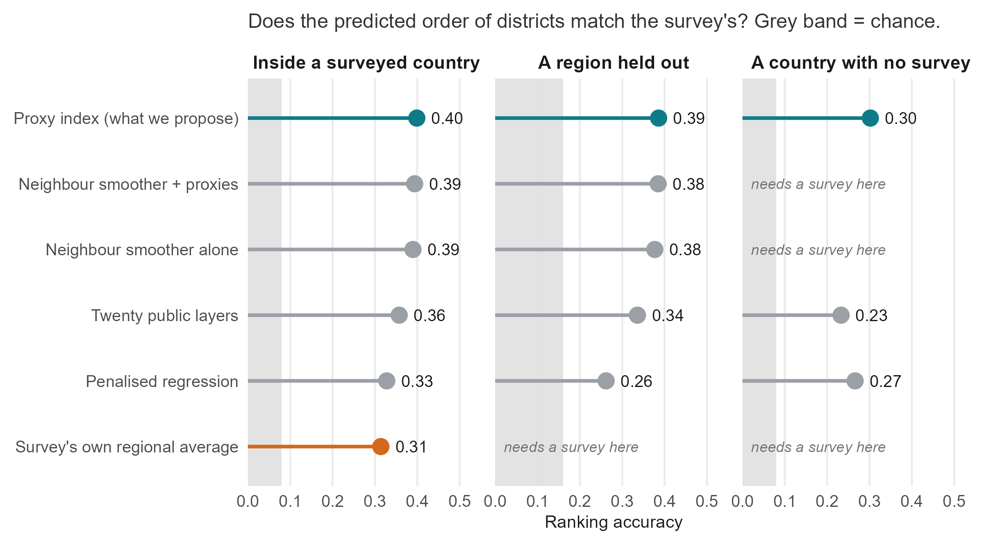 Does the predicted order of districts match the survey's? Grey band = chance.
Inside a surveyed country
A region held out
A country with no survey
Proxy index (what we propose)
0.40
0.39
0.30
Neighbour smoother + proxies
0.39
0.38
needs a survey here
Neighbour smoother alone
0.39
0.38
needs a survey here
Twenty public layers
0.36
0.34
0.23
Penalised regression
0.33
0.26
0.27
Survey's own regional average
0.31
needs a survey here
needs a survey here
0.0 0.1 0.2 0.3 0.4 0.5
0.0 0.1 0.2 0.3 0.4 0.5
0.0 0.1 0.2 0.3 0.4 0.5
Ranking accuracy